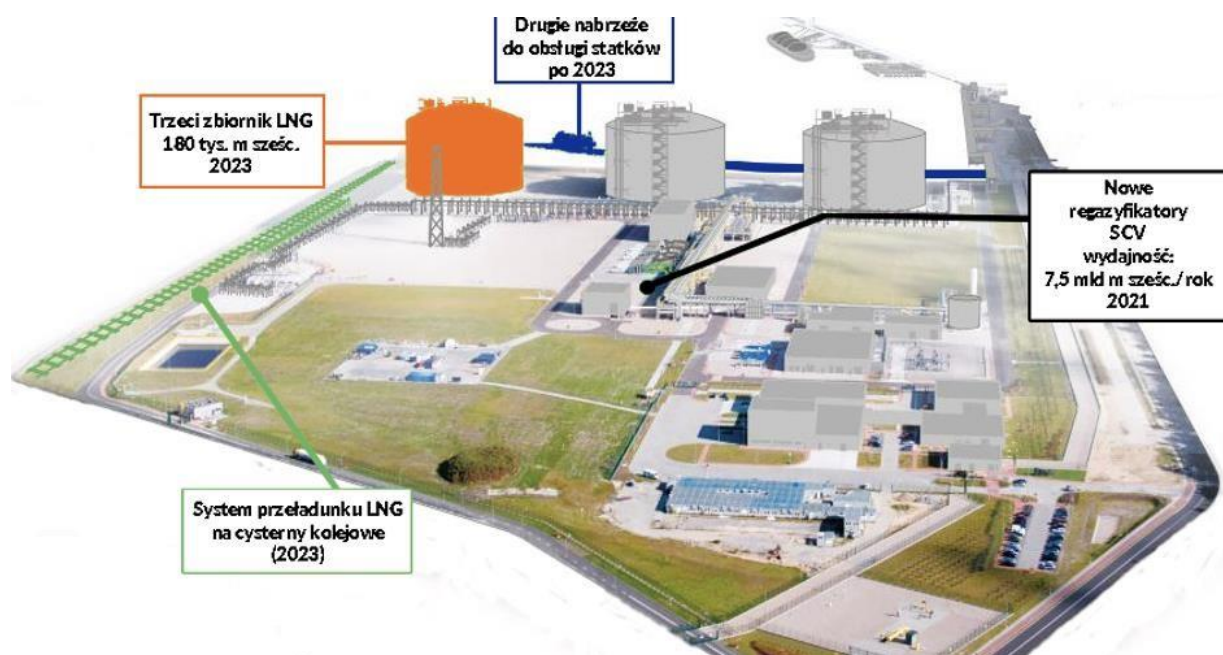 Drugie nabrzeże
do obsługi statków
po 2023
Trzeci zbiornik LNG
180 tys. m sześc.
2023
Nowe
regazyfikatory
SCV
wydajność:
7,5 mld m sześc./ rok
2021
System przeładunku LNG
na cysterny kolejowe
(2023)